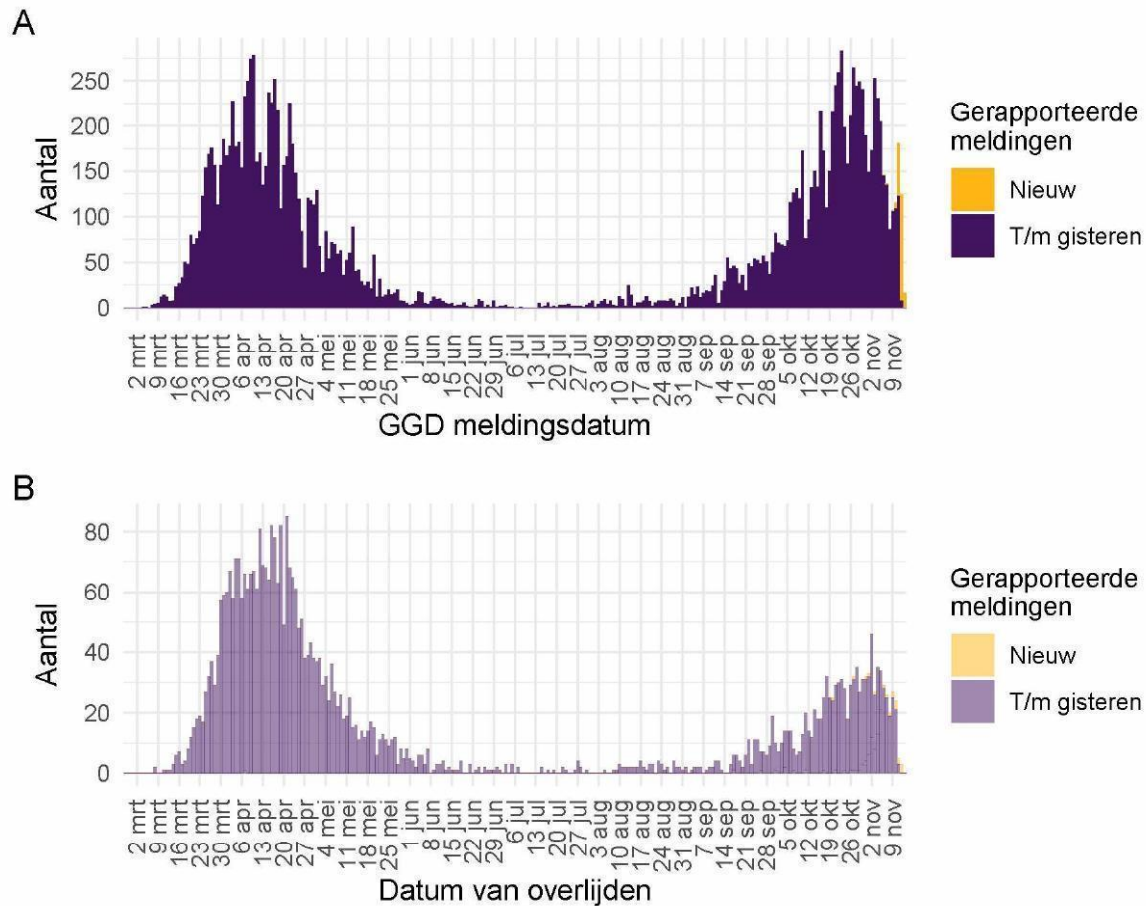 A
Aantal
250
200
150
100
50
0
2 mrt
9 mrt
16 mrt
23 mrt
30 mrt
6 apr
13 apr
20 apr
27 apr
4 mei
11 mei
18 mei
25 mei
1 jun
8 jun
15 jun
22 jun
29 jun
6 jul
13 jul
20 jul
27 jul
3 aug
10 aug
17 aug
24 aug
31 aug
7 sep
14 sep
21 sep
28 sep
5 okt
12 okt
19 okt
26 okt
2 nov
9 nov
GGD meldingsdatum
Gerapporteerde
meldingen
Nieuw
T/m gisteren
B
Aantal
80
60
40
20
0
2 mrt
9 mrt
16 mrt
23 mrt
30 mrt
6 apr
13 apr
20 apr
27 apr
4 mei
11 mei
18 mei
25 mei
1 jun
8 jun
15 jun
22 jun
29 jun
6 jul
13 jul
20 jul
27 jul
3 aug
10 aug
17 aug
24 aug
31 aug
7 sep
14 sep
21 sep
28 sep
5 okt
12 okt
19 okt
26 okt
2 nov
9 nov
Datum van overlijden
Gerapporteerde
meldingen
Nieuw
T/m gisteren